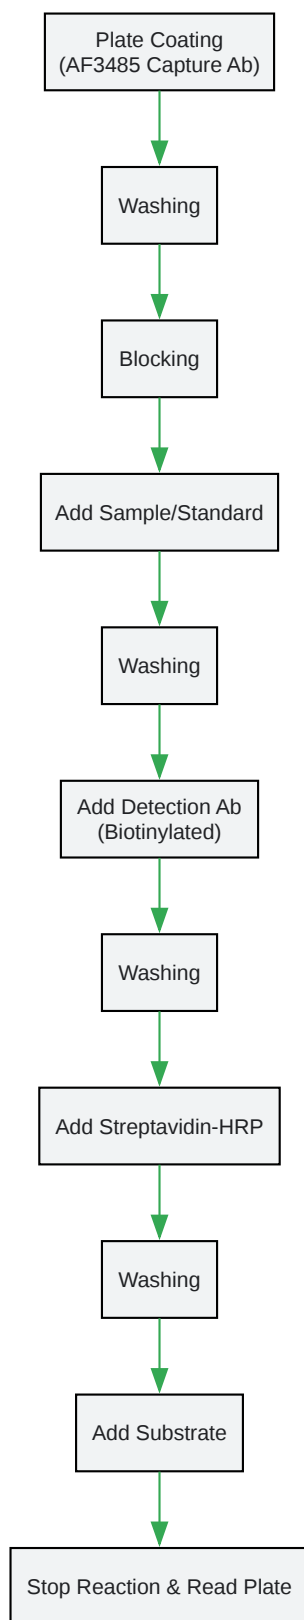 Plate Coating
(AF3485 Capture Ab)
Washing
Blocking
Add Sample/Standard
Washing
Add Detection Ab
(Biotinylated)
Washing
Add Streptavidin-HRP
Washing
Add Substrate
Stop Reaction & Read Plate